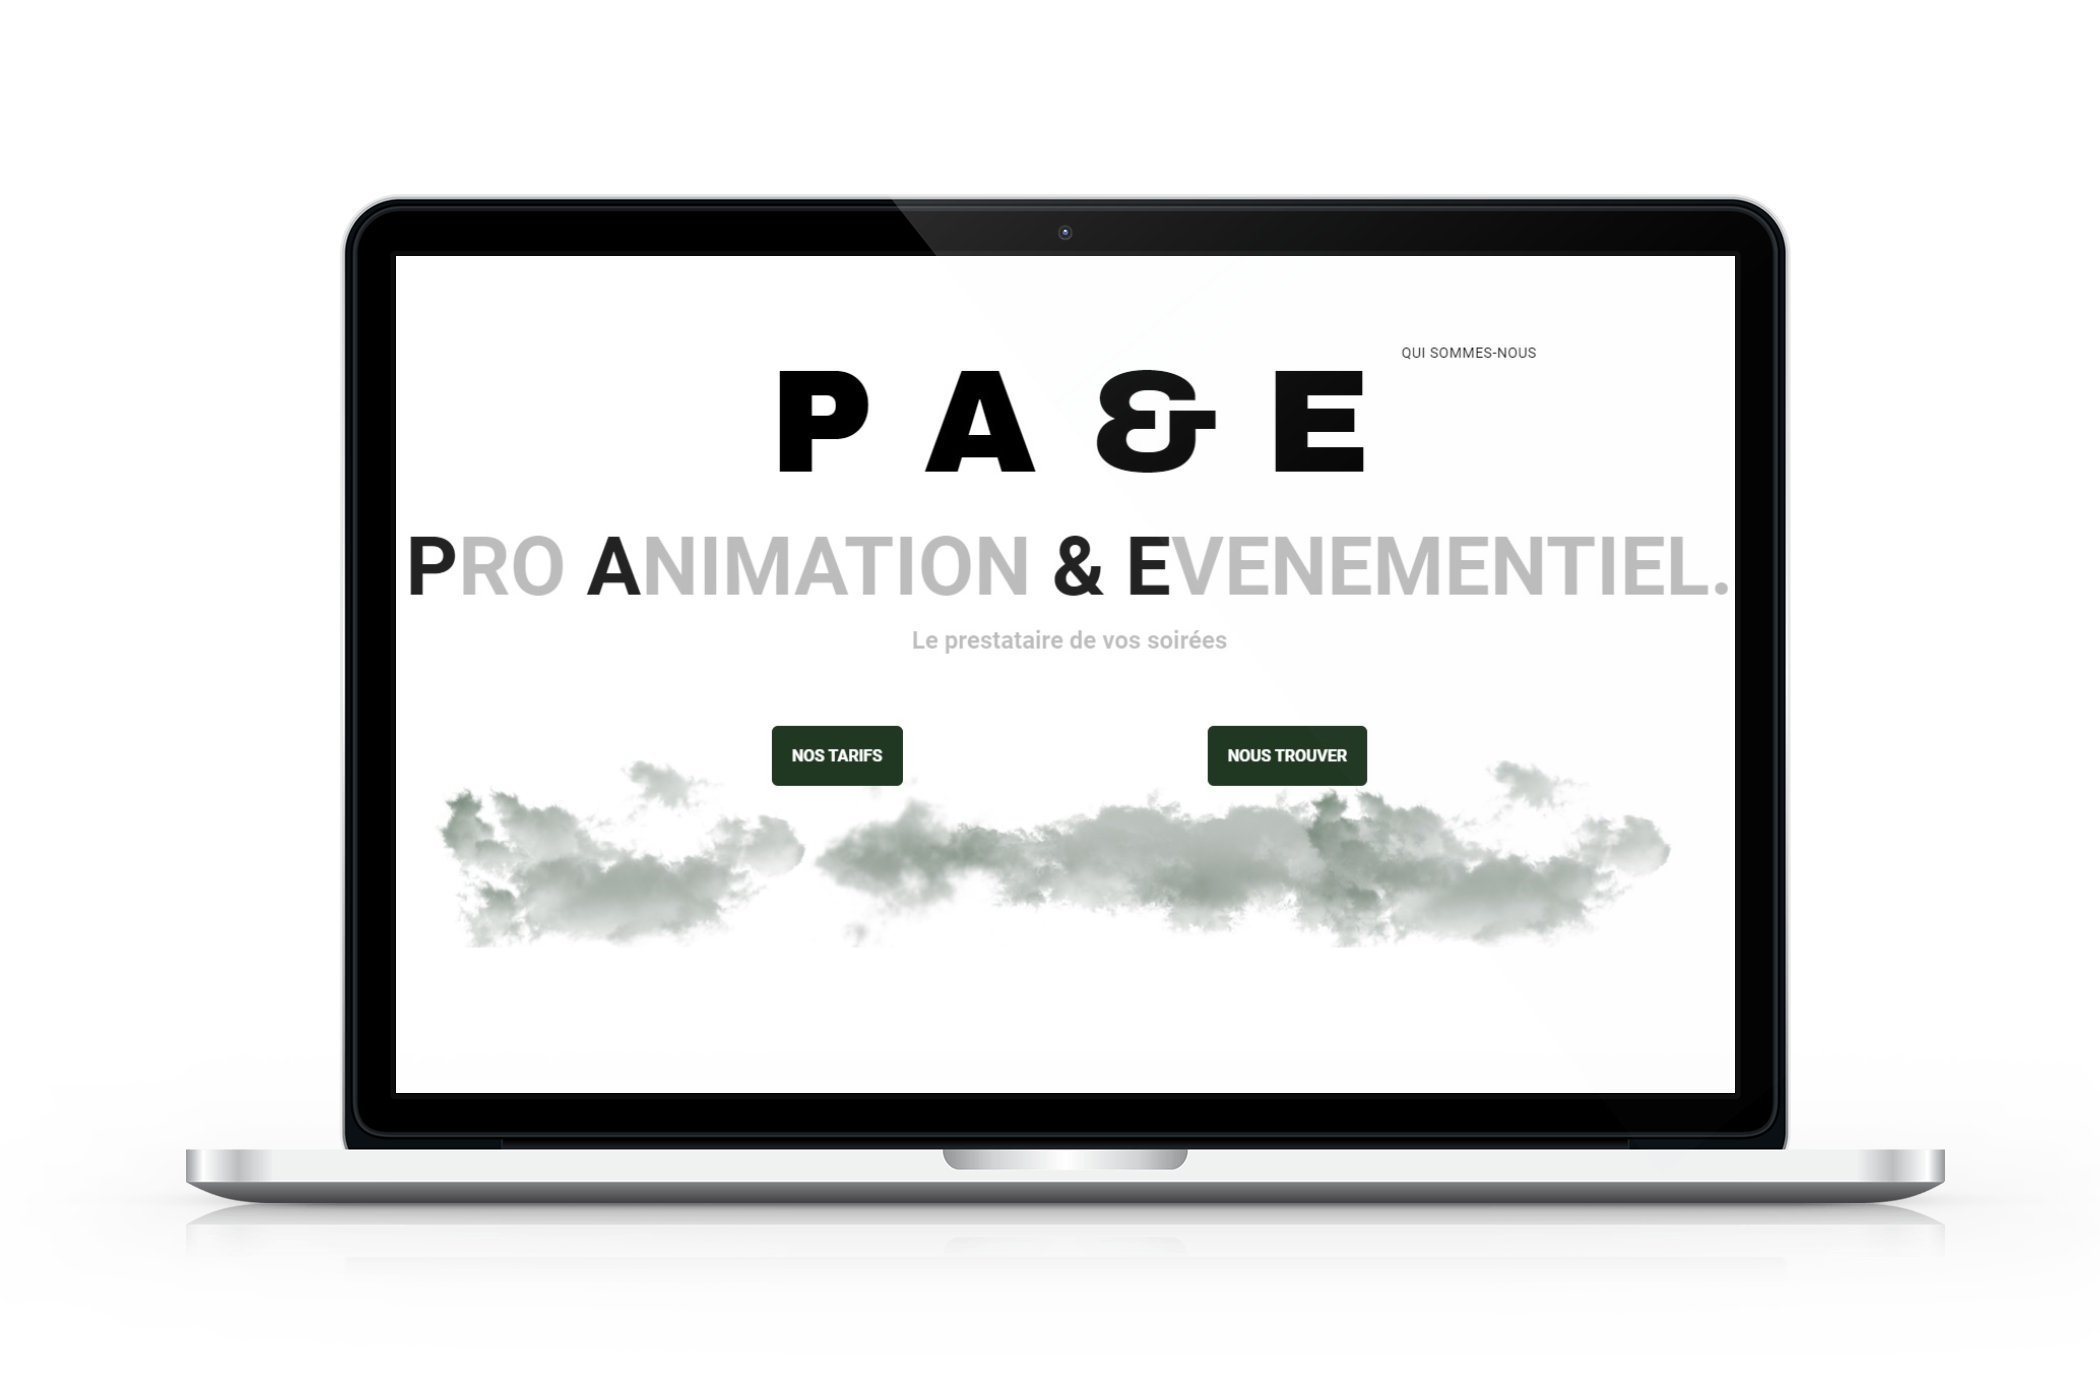 QUI SOMMES-NOUS
P A & E
PRO ANIMATION & EVENEMENTIEL.
Le prestataire de vos soirées
NOS TARIFS
NOUS TROUVER